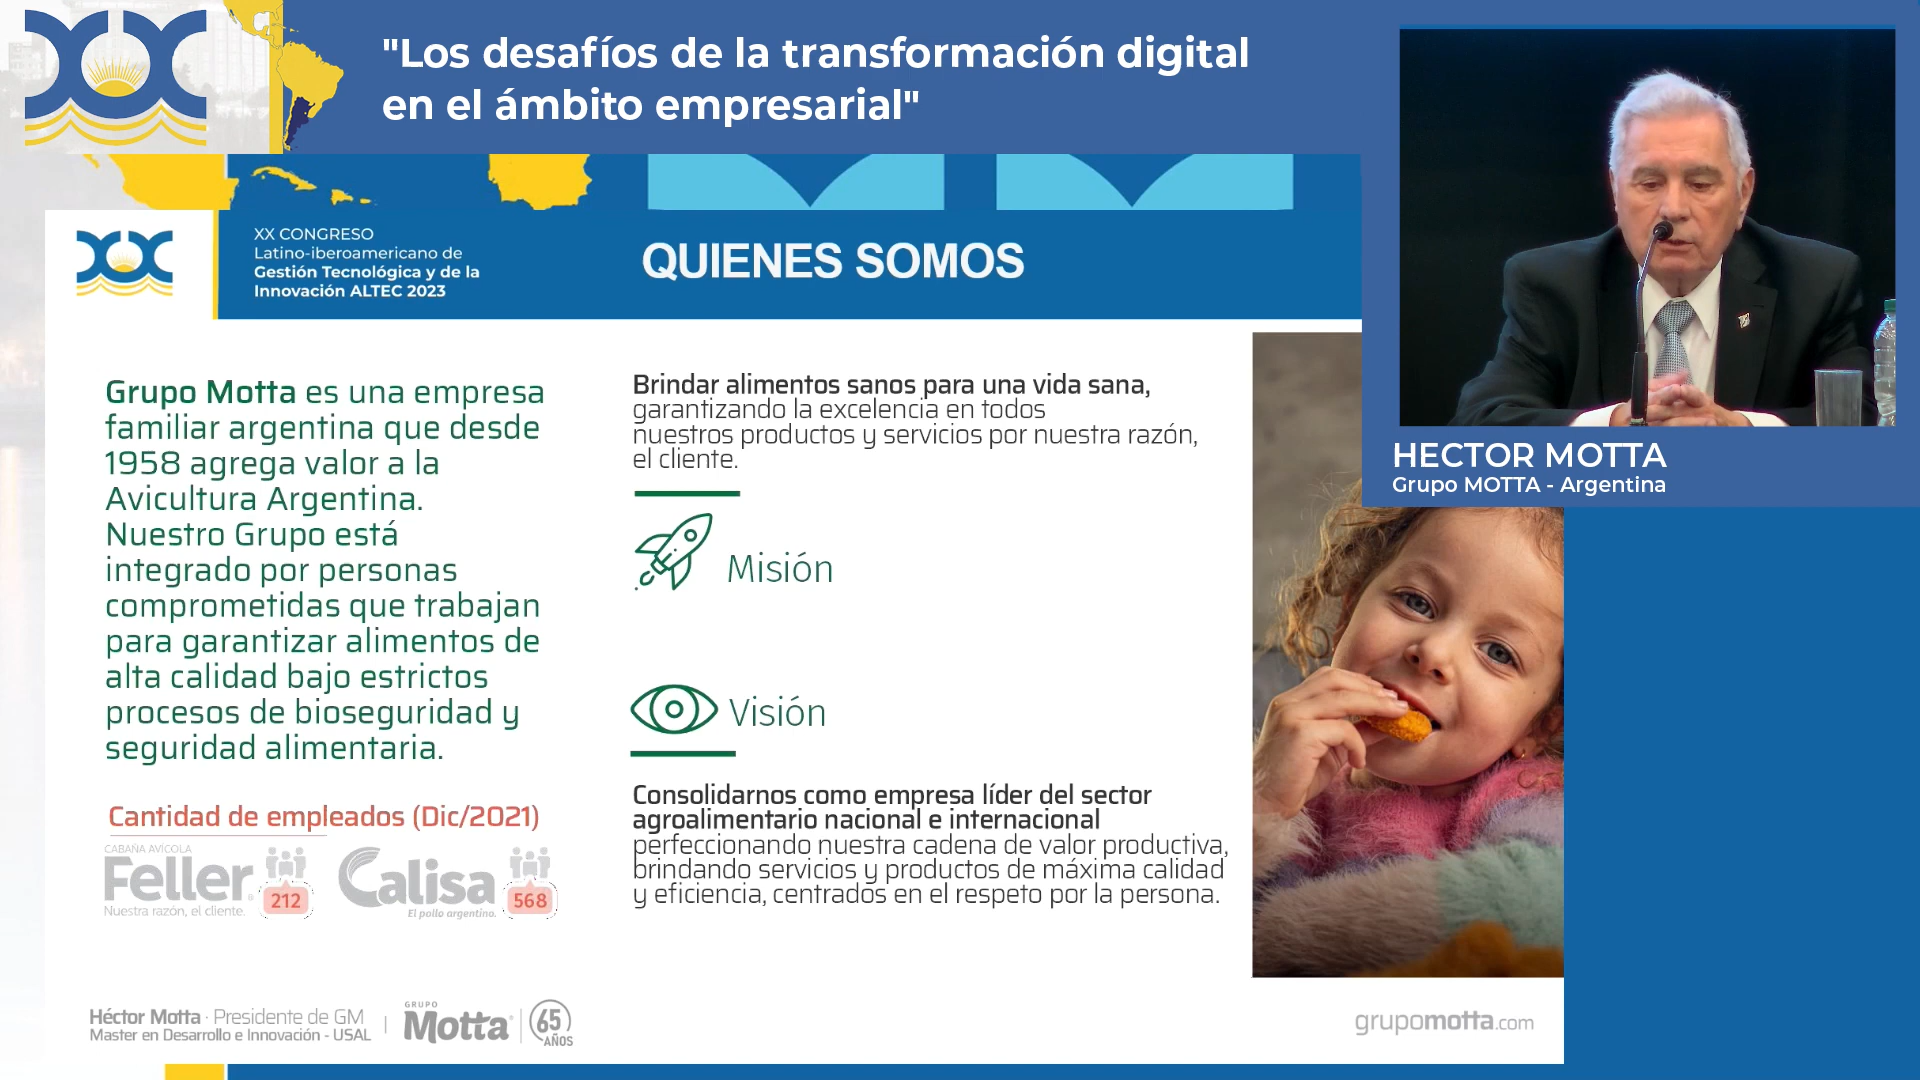 "Los desafíos de la transformación digital
en el ámbito empresarial"
HECTOR MOTTA
Grupo MOTTA - Argentina
XX CONGRESO
Latino-iberoamericano de
Gestión Tecnológica y de la
Innovación ALTEC 2023
QUIENES SOMOS
Grupo Motta es una empresa
familiar argentina que desde
1958 agrega valor a la
Avicultura Argentina.
Nuestro Grupo está
integrado por personas
comprometidas que trabajan
para garantizar alimentos de
alta calidad bajo estrictos
procesos de bioseguridad y
seguridad alimentaria.
Cantidad de empleados (Dic/2021)
CABAÑA AVÍCOLA
Feller
Nuestra razón, el cliente.
212
Calisa
El pollo argentino.
568
Brindar alimentos sanos para una vida sana,
garantizando la excelencia en todos
nuestros productos y servicios por nuestra razón,
el cliente.
Misión
Visión
Consolidarnos como empresa líder del sector
agroalimentario nacional e internacional
perfeccionando nuestra cadena de valor productiva,
brindando servicios y productos de máxima calidad
y eficiencia, centrados en el respeto por la persona.
Héctor Motta · Presidente de GM
Master en Desarrollo e Innovación - USAL
GRUPO
Motta
65
AÑOS
grupomotta.com